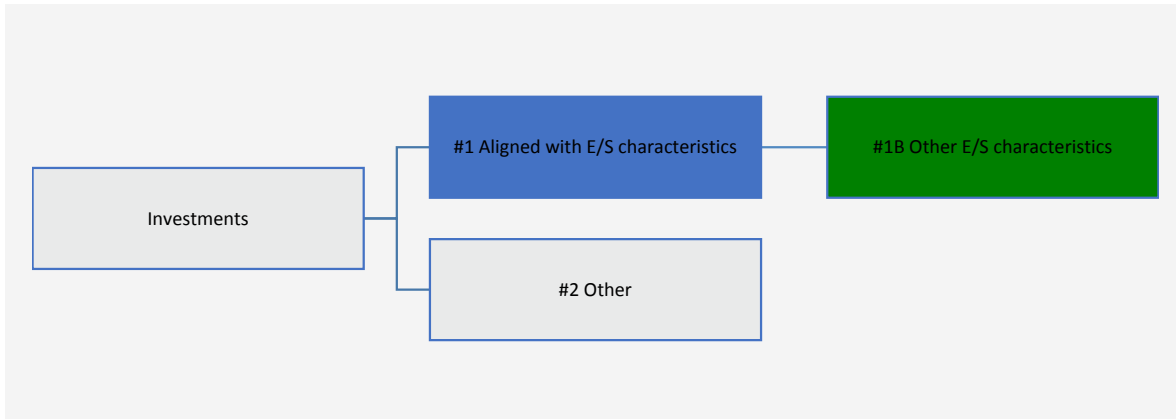 #1 Aligned with E/S characteristics
#1B Other E/S characteristics
Investments
#2 Other